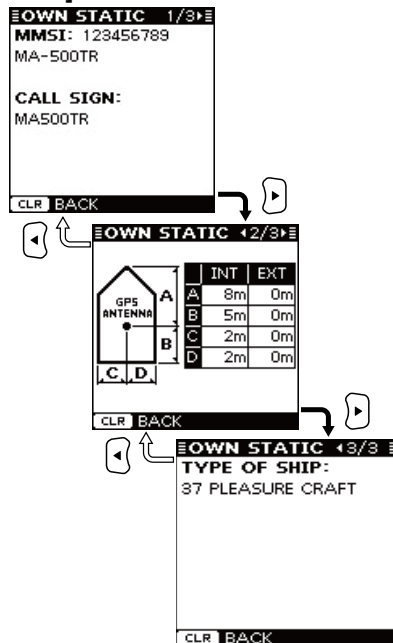 OWN STATIC 1/3
MMSI: 123456789
MA-500TR
CALL SIGN:
MA500TR
CLR BACK
OWN STATIC 2/3
GPS
ANTENNA
A
B
C D
INT EXT
A 8m 0m
B 5m 0m
C 2m 0m
D 2m 0m
CLR BACK
OWN STATIC 3/3
TYPE OF SHIP:
37 PLEASURE CRAFT
CLR BACK